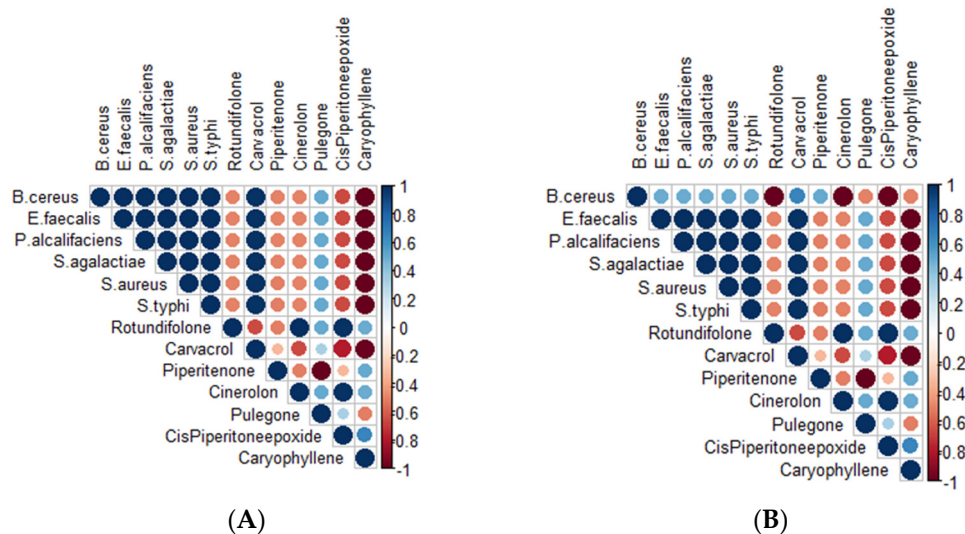 B.cereus
E.faecalis
P.alcalifaciens
S.agalactiae
S.aureus
S.typhi
Rotundifolone
Carvacrol
Piperitenone
Cinerolon
Pulegone
CisPiperitoneepoxide
Caryophyllene
B.cereus
E.faecalis
P.alcalifaciens
S.agalactiae
S.aureus
S.typhi
Rotundifolone
Carvacrol
Piperitenone
Cinerolon
Pulegone
CisPiperitoneepoxide
Caryophyllene
1
0.8
0.6
0.4
0.2
0
-0.2
-0.4
-0.6
-0.8
-1
(A)
B.cereus
E.faecalis
P.alcalifaciens
S.agalactiae
S.aureus
S.typhi
Rotundifolone
Carvacrol
Piperitenone
Cinerolon
Pulegone
CisPiperitoneepoxide
Caryophyllene
B.cereus
E.faecalis
P.alcalifaciens
S.agalactiae
S.aureus
S.typhi
Rotundifolone
Carvacrol
Piperitenone
Cinerolon
Pulegone
CisPiperitoneepoxide
Caryophyllene
1
0.8
0.6
0.4
0.2
0
-0.2
-0.4
-0.6
-0.8
-1
(B)